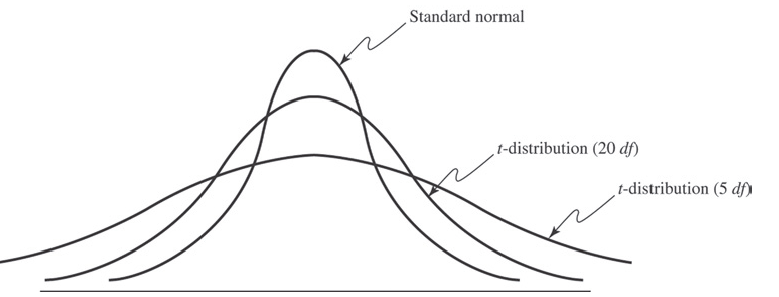 Standard normal
t-distribution (20 df)
t-distribution (5 df)